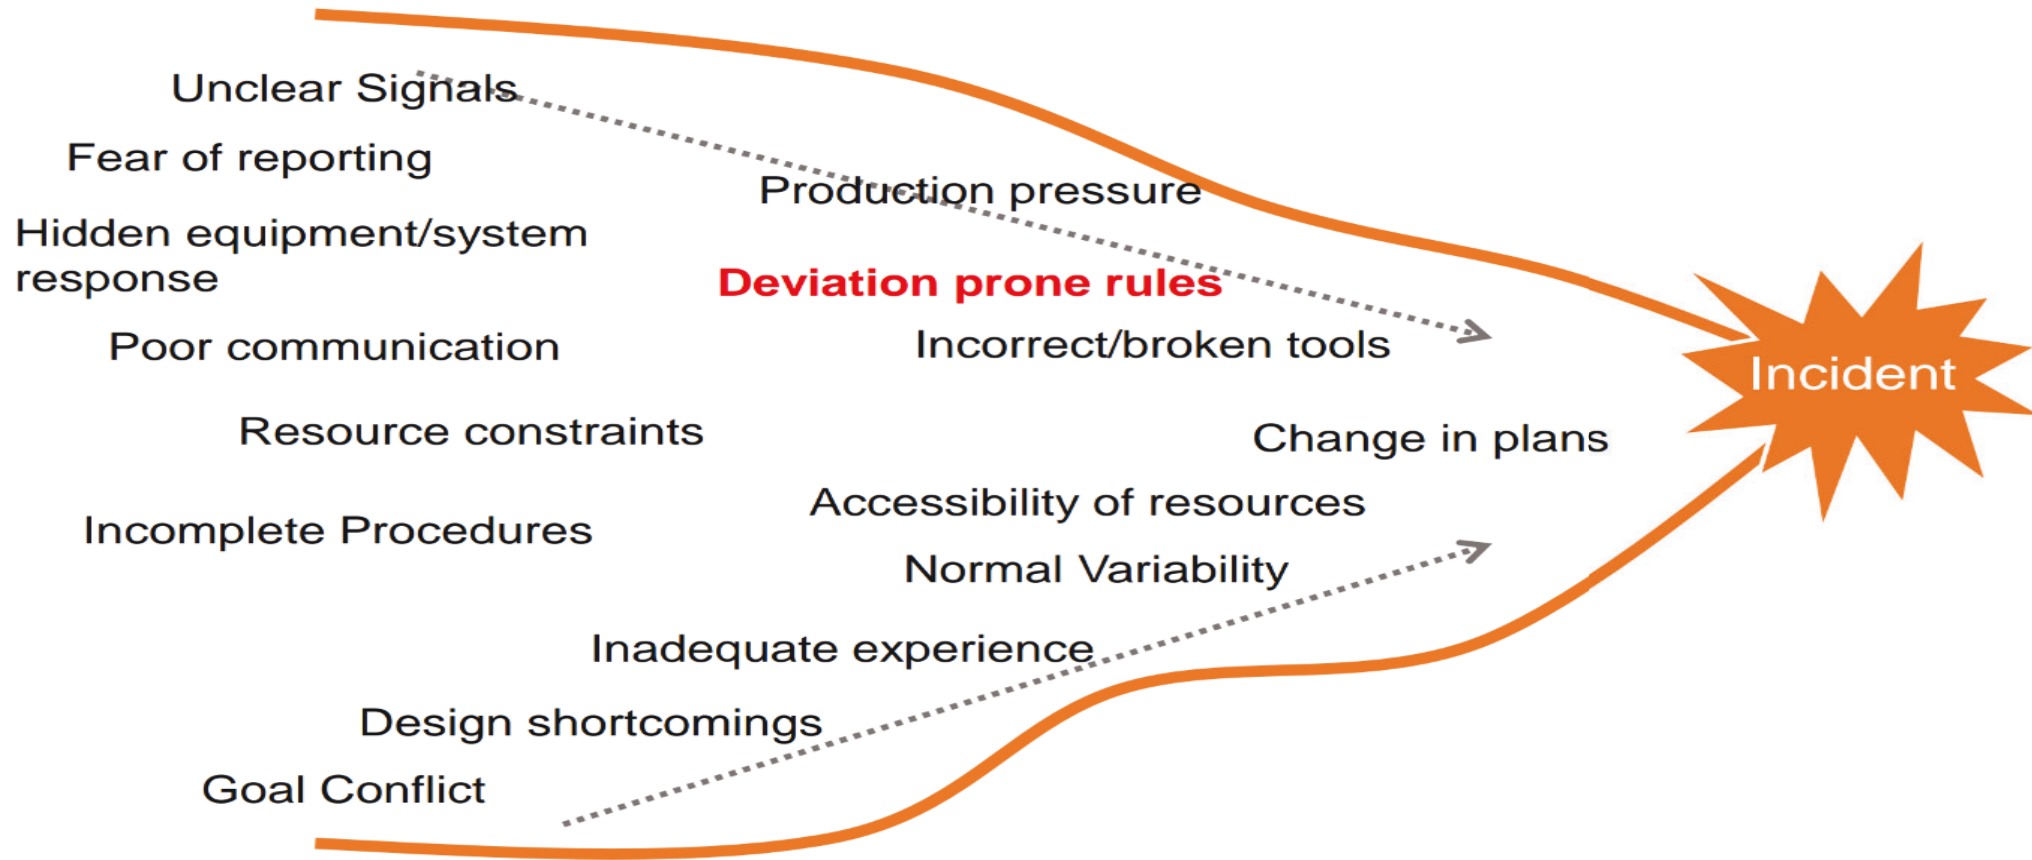 Unclear Signals
Fear of reporting
Production pressure
Hidden equipment/system
response
Deviation prone rules
Poor communication
Incorrect/broken tools
Incident
Resource constraints
Change in plans
Accessibility of resources
Incomplete Procedures
Normal Variability
Inadequate experience
Design shortcomings
Goal Conflict